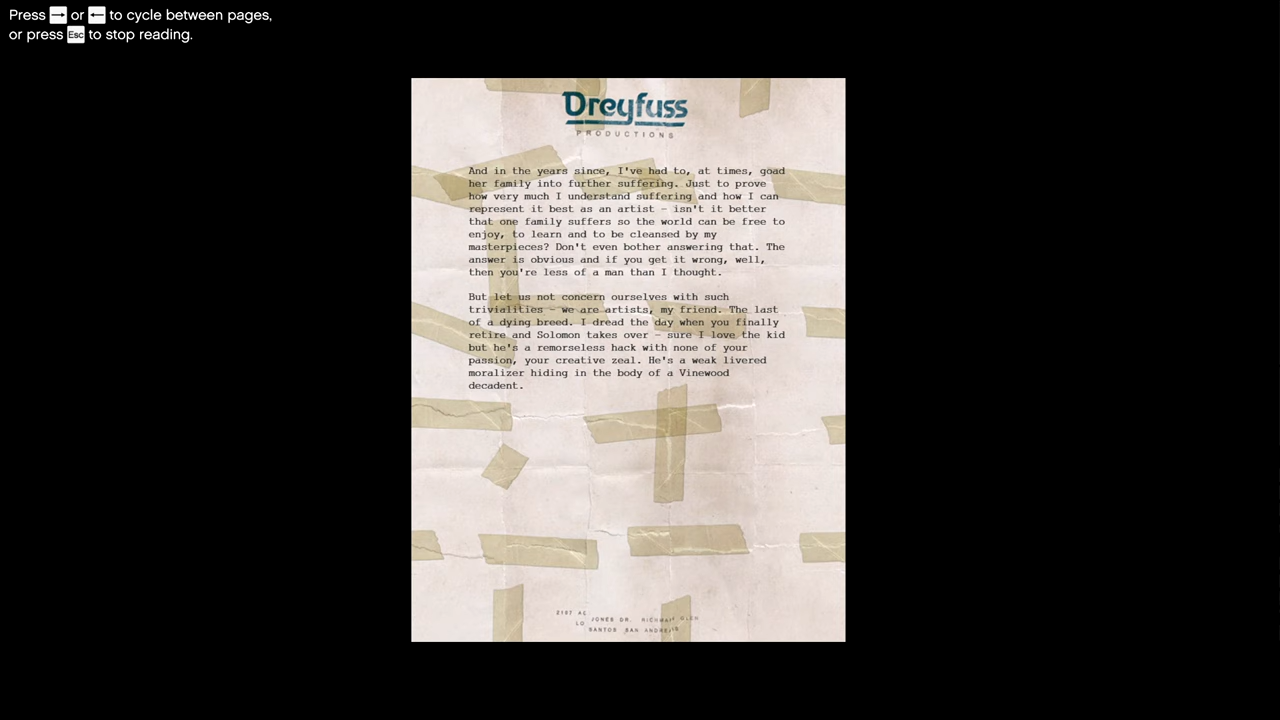 Press → or ← to cycle between pages,
or press Esc to stop reading.
Dreyfuss
PRODUCTIONS
And in the years since, I've had to, at times, goad
her family into further suffering. Just to prove
how very much I understand suffering and how I can
represent it best as an artist – isn't it better
that one family suffers so the world can be free to
enjoy, to learn and to be cleansed by my
masterpieces? Don't even bother answering that. The
answer is obvious and if you get it wrong, well,
then you're less of a man than I thought.
But let us not concern ourselves with such
trivialities – we are artists, my friend. The last
of a dying breed. I dread the day when you finally
retire and Solomon takes over – sure I love the kid
but he's a remorseless hack with none of your
passion, your creative zeal. He's a weak livered
moralizer hiding in the body of a Vinewood
decadent.
2167 AC JONES DR. RICHMAN GLEN
LO SANTOS SAN ANDREAS